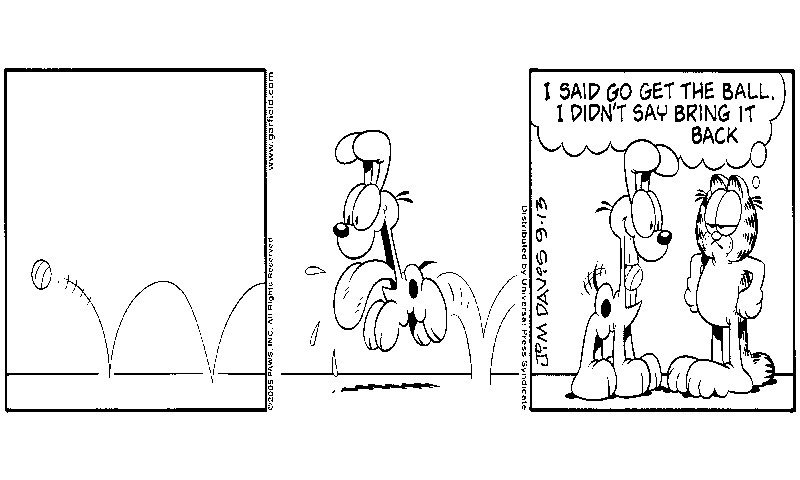 ©2005 PAWS, INC. All Rights Reserved
www.garfield.com
Distributed by Universal Press Syndicate
I SAID GO GET THE BALL.
I DIDN'T SAY BRING IT
BACK
JIM DAVIS 9-13